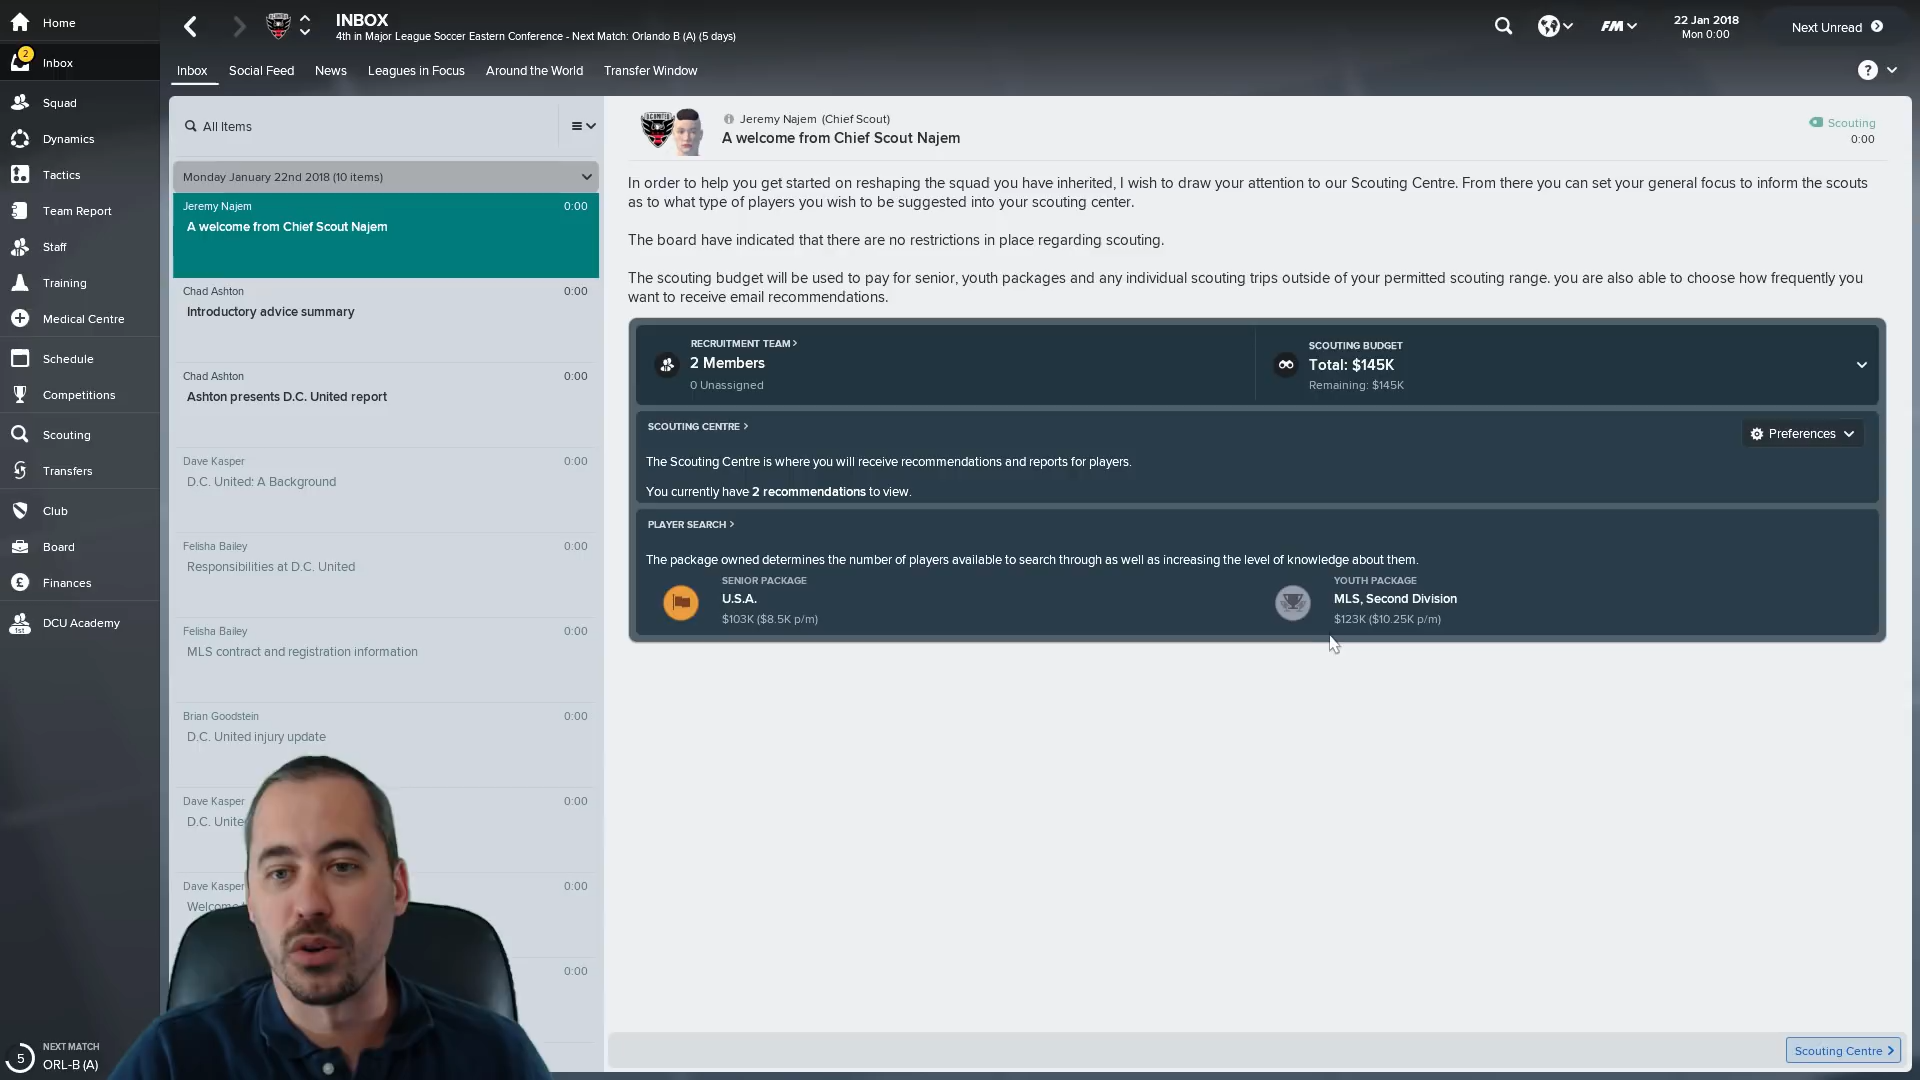 Home
2
Inbox
Squad
Dynamics
Tactics
Team Report
Staff
Training
Medical Centre
Schedule
Competitions
Scouting
Transfers
Club
Board
Finances
1st
DCU Academy
5
NEXT MATCH
ORL-B (A)
INBOX
4th in Major League Soccer Eastern Conference - Next Match: Orlando B (A) (5 days)
FM
22 Jan 2018
Mon 0:00
Next Unread
Inbox
Social Feed
News
Leagues in Focus
Around the World
Transfer Window
?
All Items
Monday January 22nd 2018 (10 items)
Jeremy Najem 0:00
A welcome from Chief Scout Najem
Chad Ashton 0:00
Introductory advice summary
Chad Ashton 0:00
Ashton presents D.C. United report
Dave Kasper 0:00
D.C. United: A Background
Felisha Bailey 0:00
Responsibilities at D.C. United
Felisha Bailey 0:00
MLS contract and registration information
Brian Goodstein 0:00
D.C. United injury update
Dave Kasper 0:00
D.C. Unite
Dave Kasper 0:00
Welcome
0:00
Jeremy Najem (Chief Scout)
A welcome from Chief Scout Najem
Scouting
0:00
In order to help you get started on reshaping the squad you have inherited, I wish to draw your attention to our Scouting Centre. From there you can set your general focus to inform the scouts
as to what type of players you wish to be suggested into your scouting center.
The board have indicated that there are no restrictions in place regarding scouting.
The scouting budget will be used to pay for senior, youth packages and any individual scouting trips outside of your permitted scouting range. you are also able to choose how frequently you
want to receive email recommendations.
RECRUITMENT TEAM >
2 Members
0 Unassigned
SCOUTING BUDGET
Total: $145K
Remaining: $145K
SCOUTING CENTRE >
Preferences
The Scouting Centre is where you will receive recommendations and reports for players.
You currently have 2 recommendations to view.
PLAYER SEARCH >
The package owned determines the number of players available to search through as well as increasing the level of knowledge about them.
SENIOR PACKAGE
U.S.A.
$103K ($8.5K p/m)
YOUTH PACKAGE
MLS, Second Division
$123K ($10.25K p/m)
Scouting Centre >